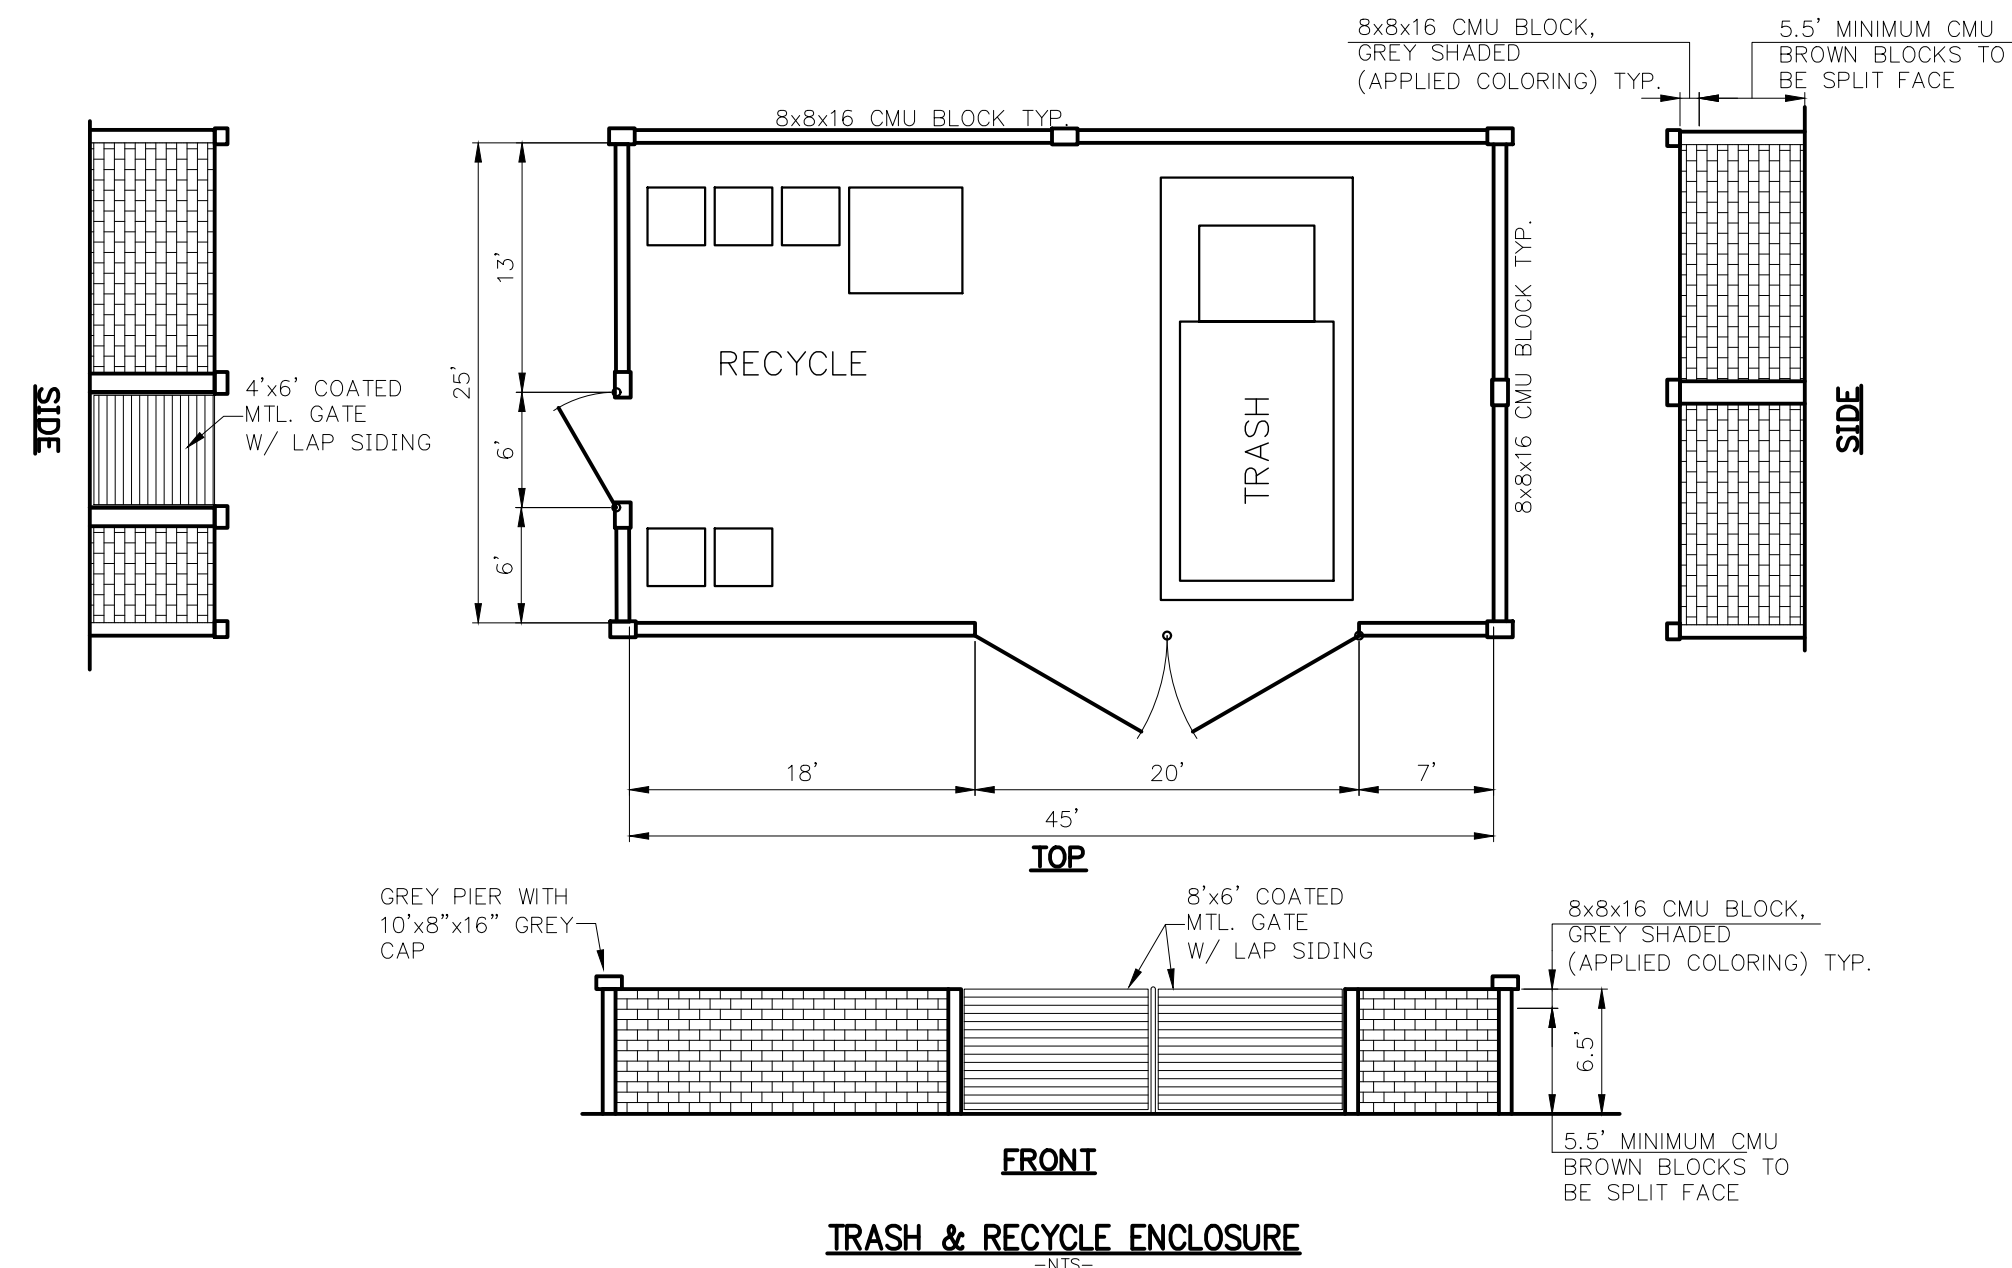 8x8x16 CMU BLOCK,
GREY SHADED
(APPLIED COLORING) TYP.
5.5' MINIMUM CMU
BROWN BLOCKS TO
BE SPLIT FACE
8x8x16 CMU BLOCK TYP.
13'
25'
6'
6'
RECYCLE
TRASH
8x8x16 CMU BLOCK TYP.
SIDE
4'x6' COATED
MTL. GATE
W/ LAP SIDING
SIDE
18'
20'
7'
45'
TOP
GREY PIER WITH
10'x8"x16" GREY
CAP
8'x6' COATED
MTL. GATE
W/ LAP SIDING
8x8x16 CMU BLOCK,
GREY SHADED
(APPLIED COLORING) TYP.
6.5'
5.5' MINIMUM CMU
BROWN BLOCKS TO
BE SPLIT FACE
FRONT
TRASH & RECYCLE ENCLOSURE
-NTS-